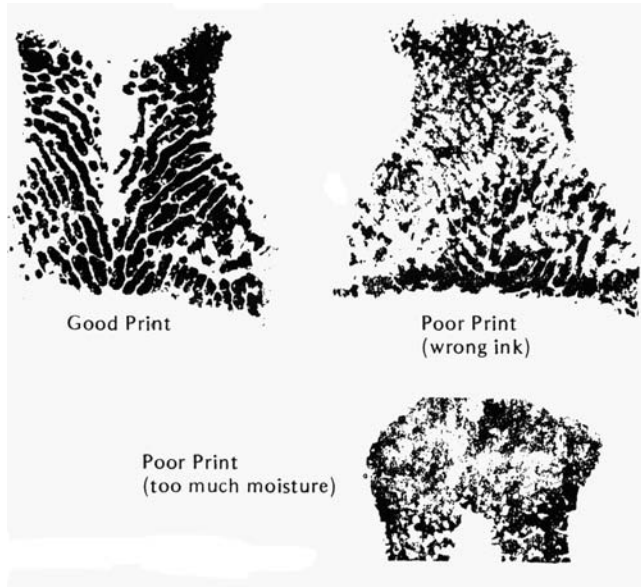 Good Print
Poor Print
(wrong ink)
Poor Print
(too much moisture)